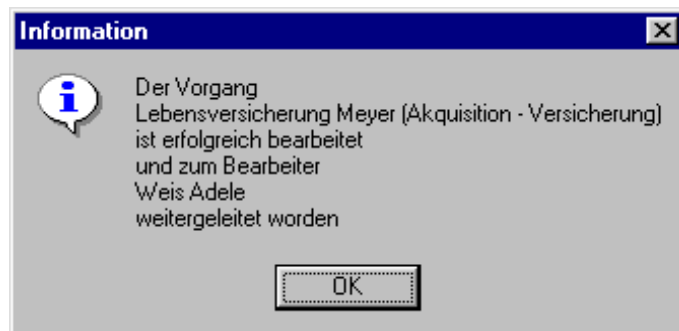 Information
Der Vorgang
Lebensversicherung Meyer (Akquisition - Versicherung)
ist erfolgreich bearbeitet
und zum Bearbeiter
Weis Adele
weitergeleitet worden
OK